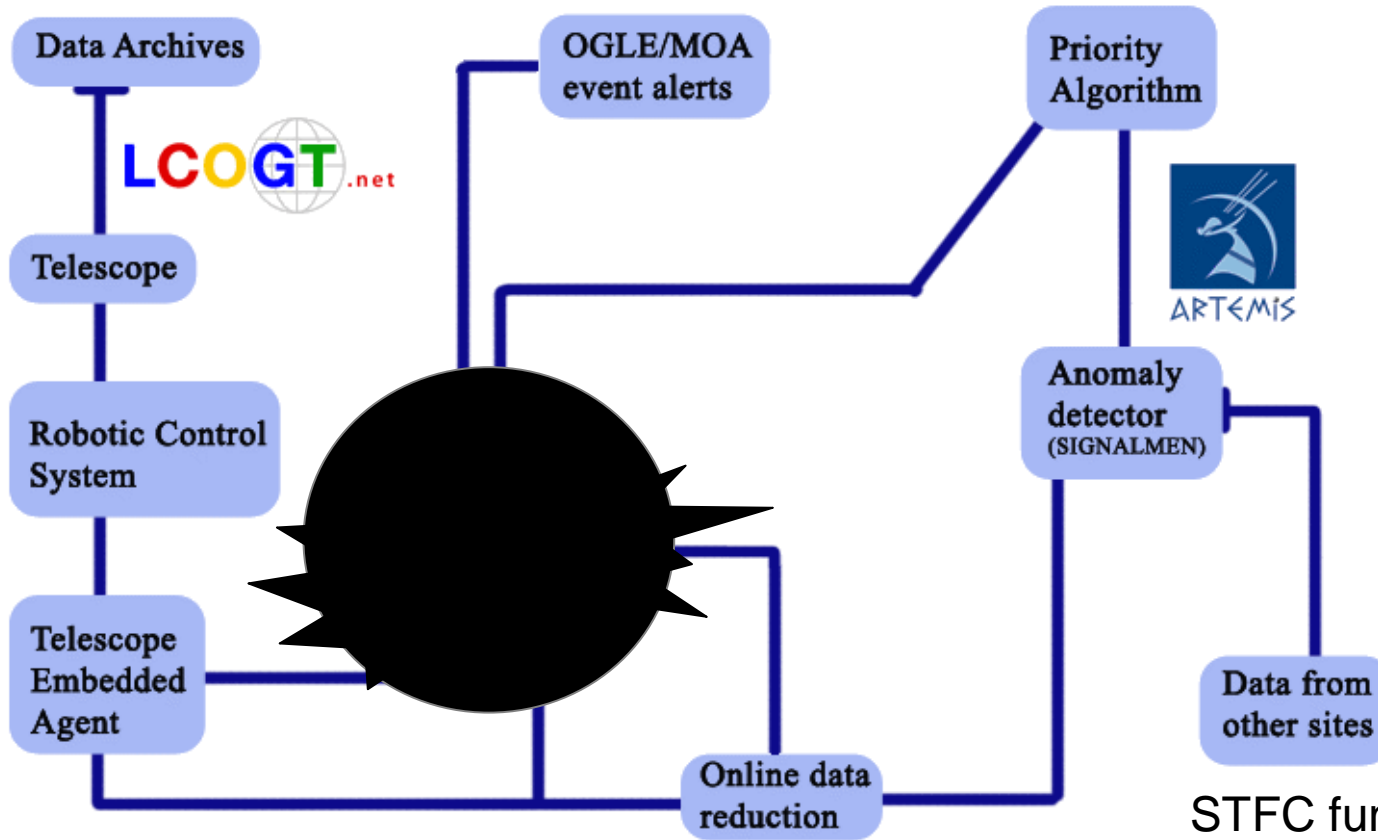 Data Archives
OGLE/MOA
event alerts
Priority
Algorithm
LCOGT.net
ARTEMiS
Telescope
Anomaly
detector
(SIGNALMEN)
Robotic Control
System
Telescope
Embedded
Agent
Data from
other sites
Online data
reduction
STFC